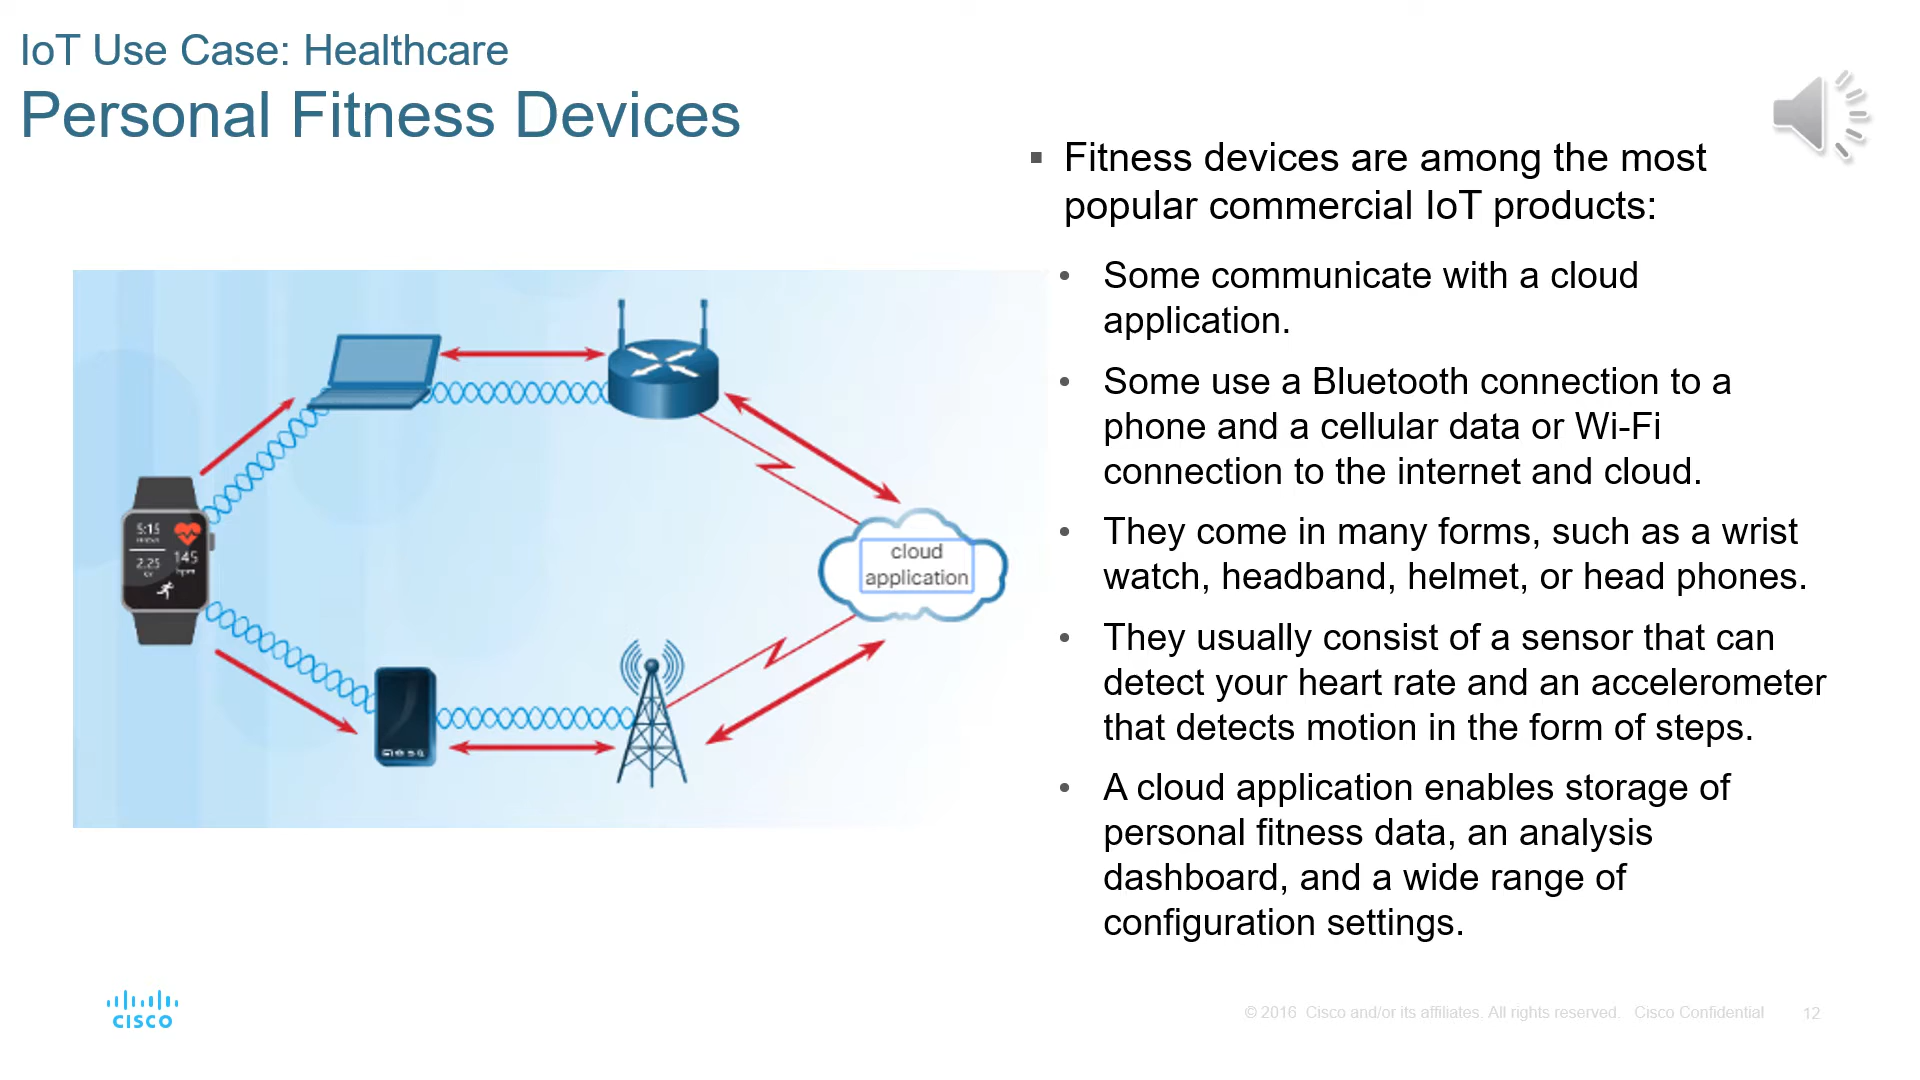 IoT Use Case: Healthcare
Personal Fitness Devices
▪ Fitness devices are among the most
popular commercial IoT products:
• Some communicate with a cloud
application.
• Some use a Bluetooth connection to a
phone and a cellular data or Wi-Fi
connection to the internet and cloud.
• They come in many forms, such as a wrist
watch, headband, helmet, or head phones.
• They usually consist of a sensor that can
detect your heart rate and an accelerometer
that detects motion in the form of steps.
• A cloud application enables storage of
personal fitness data, an analysis
dashboard, and a wide range of
configuration settings.
5:15
2.25
145
bpm
cloud
application
CISCO
© 2016 Cisco and/or its affiliates. All rights reserved. Cisco Confidential
12